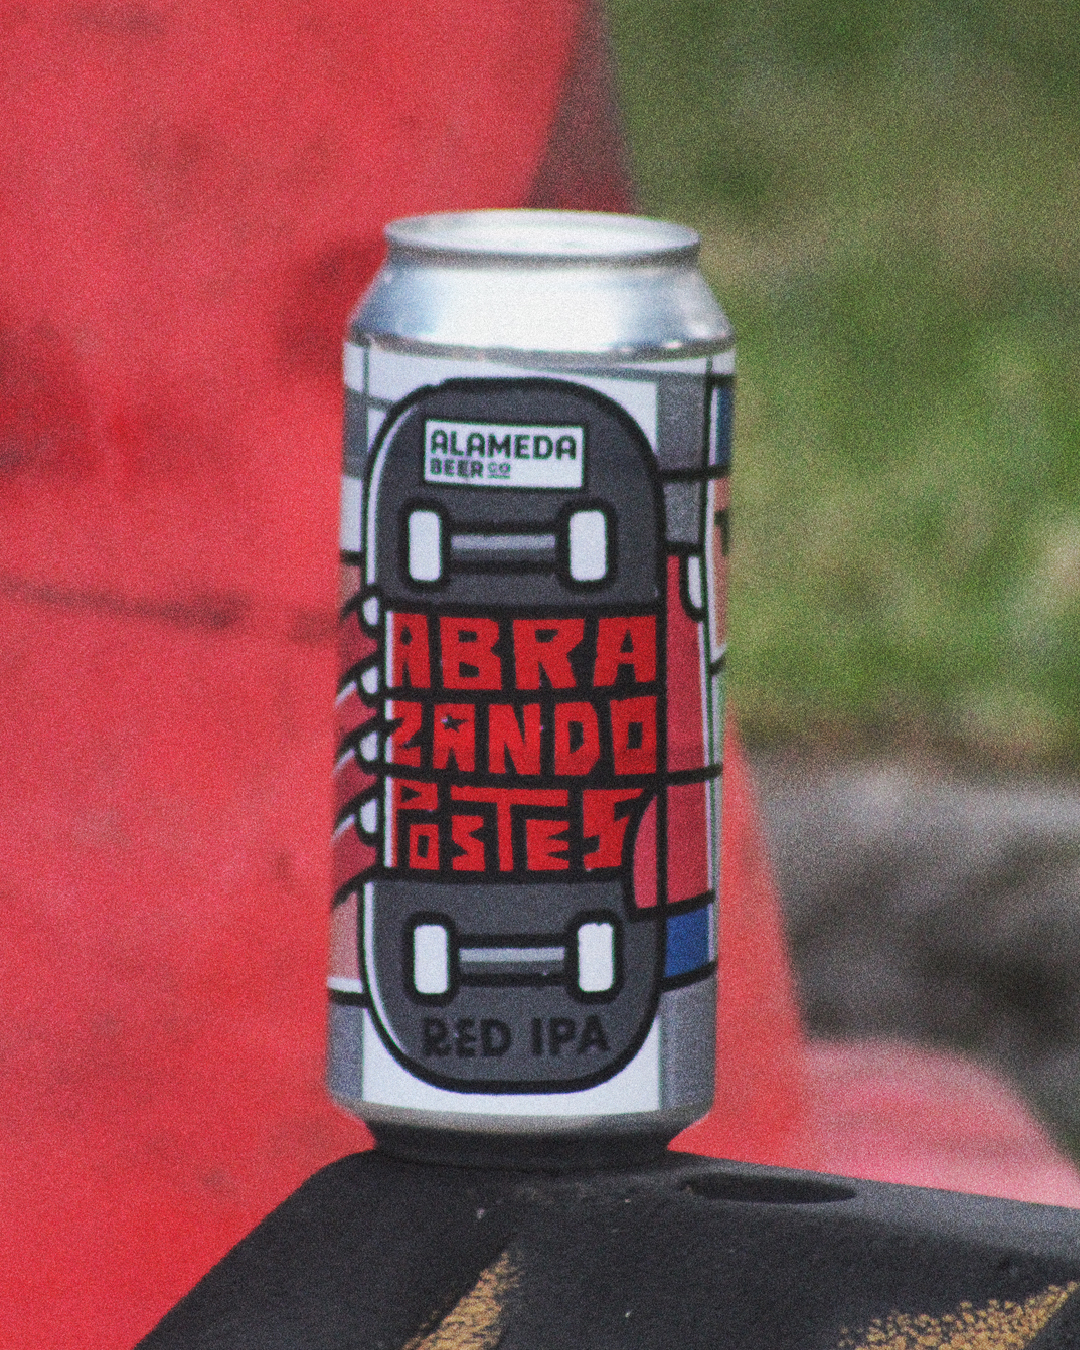 ALAMEDA
BEER CO
ABRA
ZANDO
POSTES
RED IPA